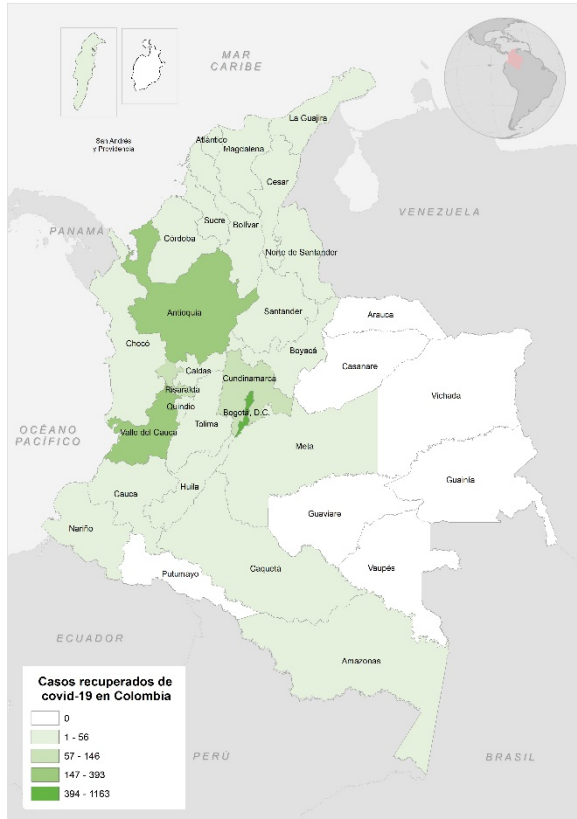 MAR
CARIBE
La Guajira
San Andrés
y Providencia
Atlántico
Magdalena
Cesar
VENEZUELA
Sucre
PANAMÁ
Córdoba
Bolívar
Norte de Santander
Antioquia
Santander
Arauca
Chocó
Boyacá
Caldas
Casanare
Cundinamarca
Risaralda
Vichada
Quindío
Bogotá, D.C.
OCÉANO
PACÍFICO
Valle del Cauca
Tolima
Meta
Guainía
Huila
Cauca
Guaviare
Nariño
Vaupés
Caquetá
Putumayo
ECUADOR
Amazonas
Casos recuperados de
covid-19 en Colombia
0
1 - 56
57 - 146
147 - 393
394 - 1163
PERÚ
BRASIL